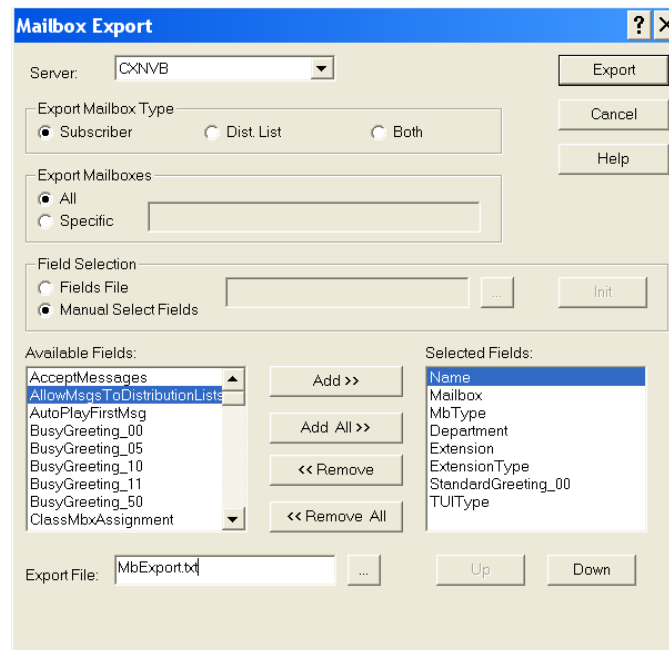 Mailbox Export
?
Server: CXNVB
Export
Export Mailbox Type
Subscriber Dist. List Both
Cancel
Help
Export Mailboxes
All
Specific
Field Selection
Fields File
... Init
Manual Select Fields
Available Fields:
AcceptMessages
AllowMsgsToDistributionLists
AutoPlayFirstMsg
BusyGreeting_00
BusyGreeting_05
BusyGreeting_10
BusyGreeting_11
BusyGreeting_50
ClassMbxAssignment
Add >>
Add All >>
<< Remove
<< Remove All
Selected Fields:
Name
Mailbox
MbType
Department
Extension
ExtensionType
StandardGreeting_00
TUIType
Export File: MbExport.txt ... Up Down